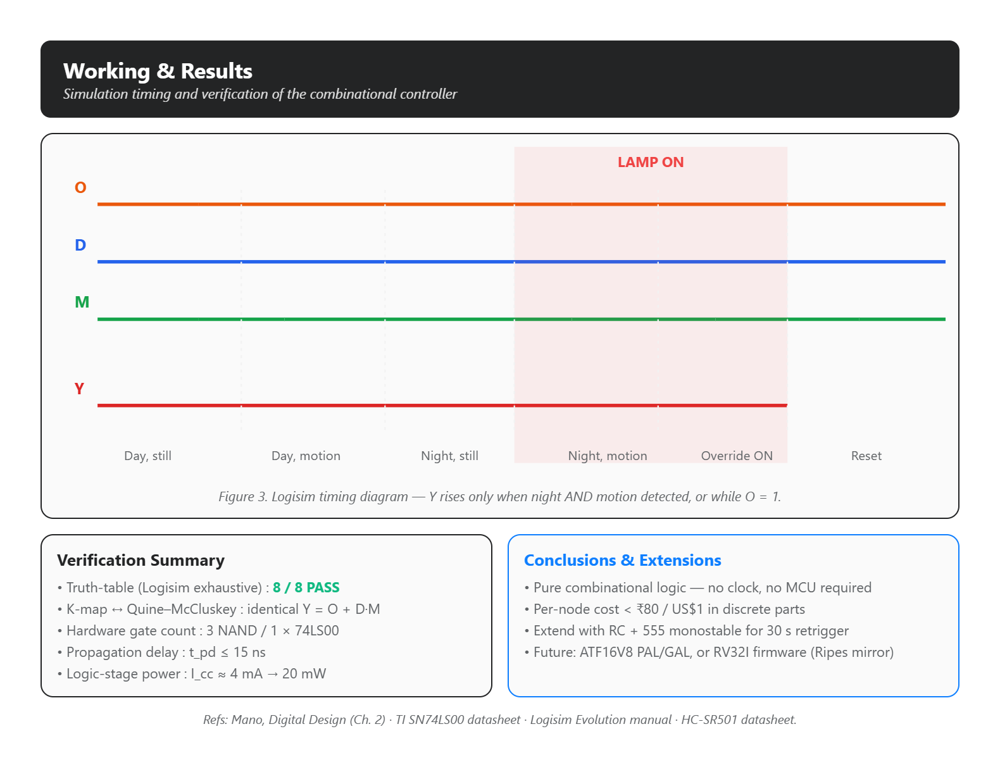 Working & Results
Simulation timing and verification of the combinational controller
LAMP ON
O
D
M
Y
Day, still
Day, motion
Night, still
Night, motion
Override ON
Reset
Figure 3. Logisim timing diagram — Y rises only when night AND motion detected, or while O = 1.
Verification Summary
• Truth-table (Logisim exhaustive) : 8 / 8 PASS
• K-map ↔ Quine–McCluskey : identical Y = O + D·M
• Hardware gate count : 3 NAND / 1 × 74LS00
• Propagation delay : t_pd ≤ 15 ns
• Logic-stage power : I_cc ≈ 4 mA → 20 mW
Conclusions & Extensions
• Pure combinational logic — no clock, no MCU required
• Per-node cost < ₹80 / US$1 in discrete parts
• Extend with RC + 555 monostable for 30 s retrigger
• Future: ATF16V8 PAL/GAL, or RV32I firmware (Ripes mirror)
Refs: Mano, Digital Design (Ch. 2) · TI SN74LS00 datasheet · Logisim Evolution manual · HC-SR501 datasheet.